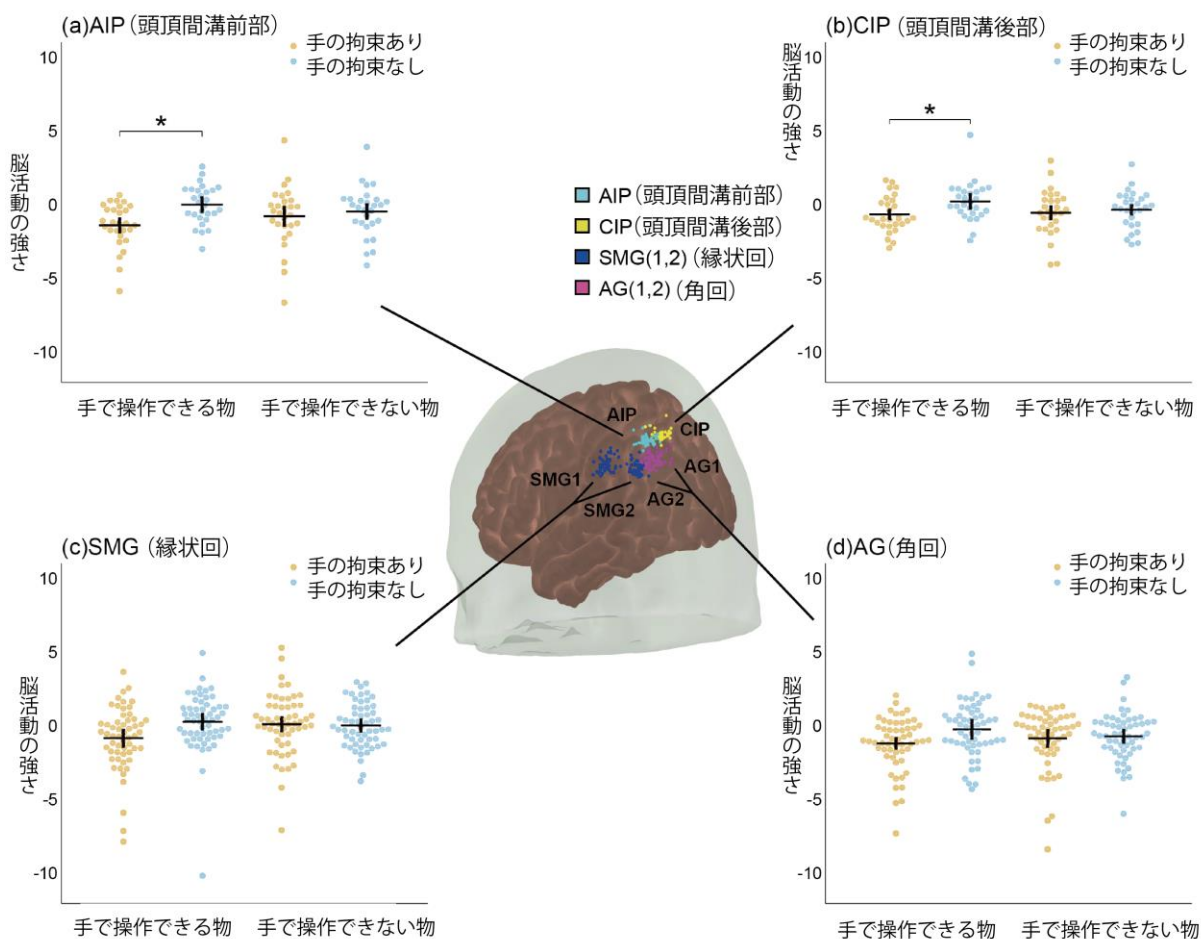 (a)AIP（頭頂間溝前部）
手の拘束あり
手の拘束なし
脳活動の強さ
10
5
0
-5
-10
*
手で操作できる物
手で操作できない物
(b)CIP（頭頂間溝後部）
手の拘束あり
手の拘束なし
脳活動の強さ
10
5
0
-5
-10
*
手で操作できる物
手で操作できない物
AIP（頭頂間溝前部）
CIP（頭頂間溝後部）
SMG(1,2)（縁状回）
AG(1,2)（角回）
AIP
CIP
SMG1
AG1
SMG2
AG2
(c)SMG（縁状回）
手の拘束あり
手の拘束なし
脳活動の強さ
10
5
0
-5
-10
手で操作できる物
手で操作できない物
(d)AG(角回）
手の拘束あり
手の拘束なし
脳活動の強さ
10
5
0
-5
-10
手で操作できる物
手で操作できない物